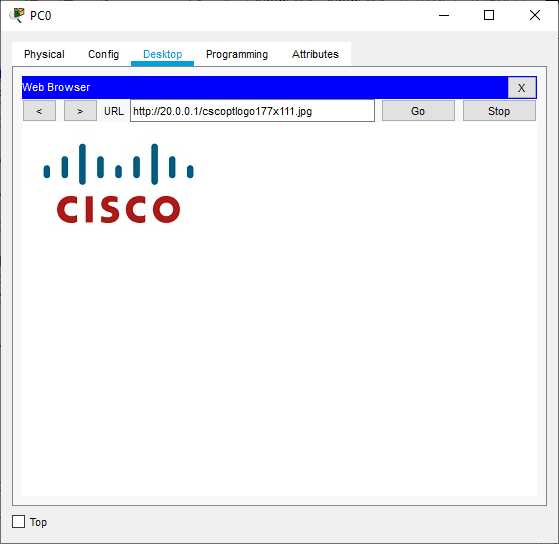 PC0
Physical Config Desktop Programming Attributes
Web Browser X
< > URL http://20.0.0.1/cscoptlogo177x111.jpg Go Stop
CISCO
Top